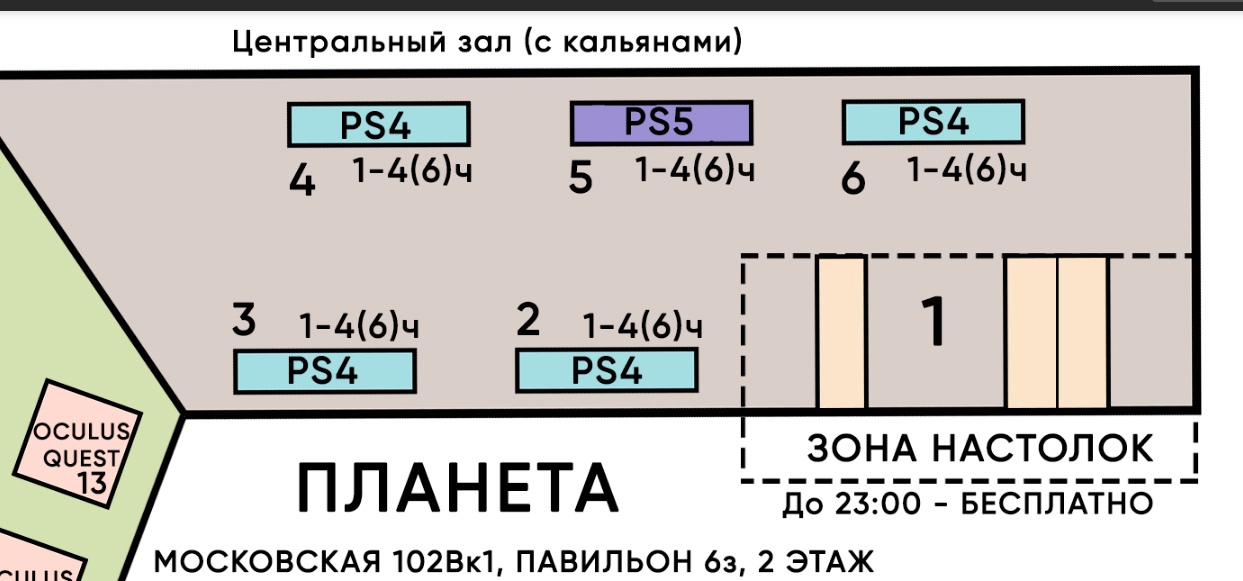 Центральный зал (с кальянами)
PS4
PS5
PS4
4 1-4(6)ч
5 1-4(6)ч
6 1-4(6)ч
3 1-4(6)ч
2 1-4(6)ч
1
PS4
PS4
OCULUS
QUEST
13
ЗОНА НАСТОЛОК
ПЛАНЕТА
До 23:00 - БЕСПЛАТНО
МОСКОВСКАЯ 102Вк1, ПАВИЛЬОН 6з, 2 ЭТАЖ